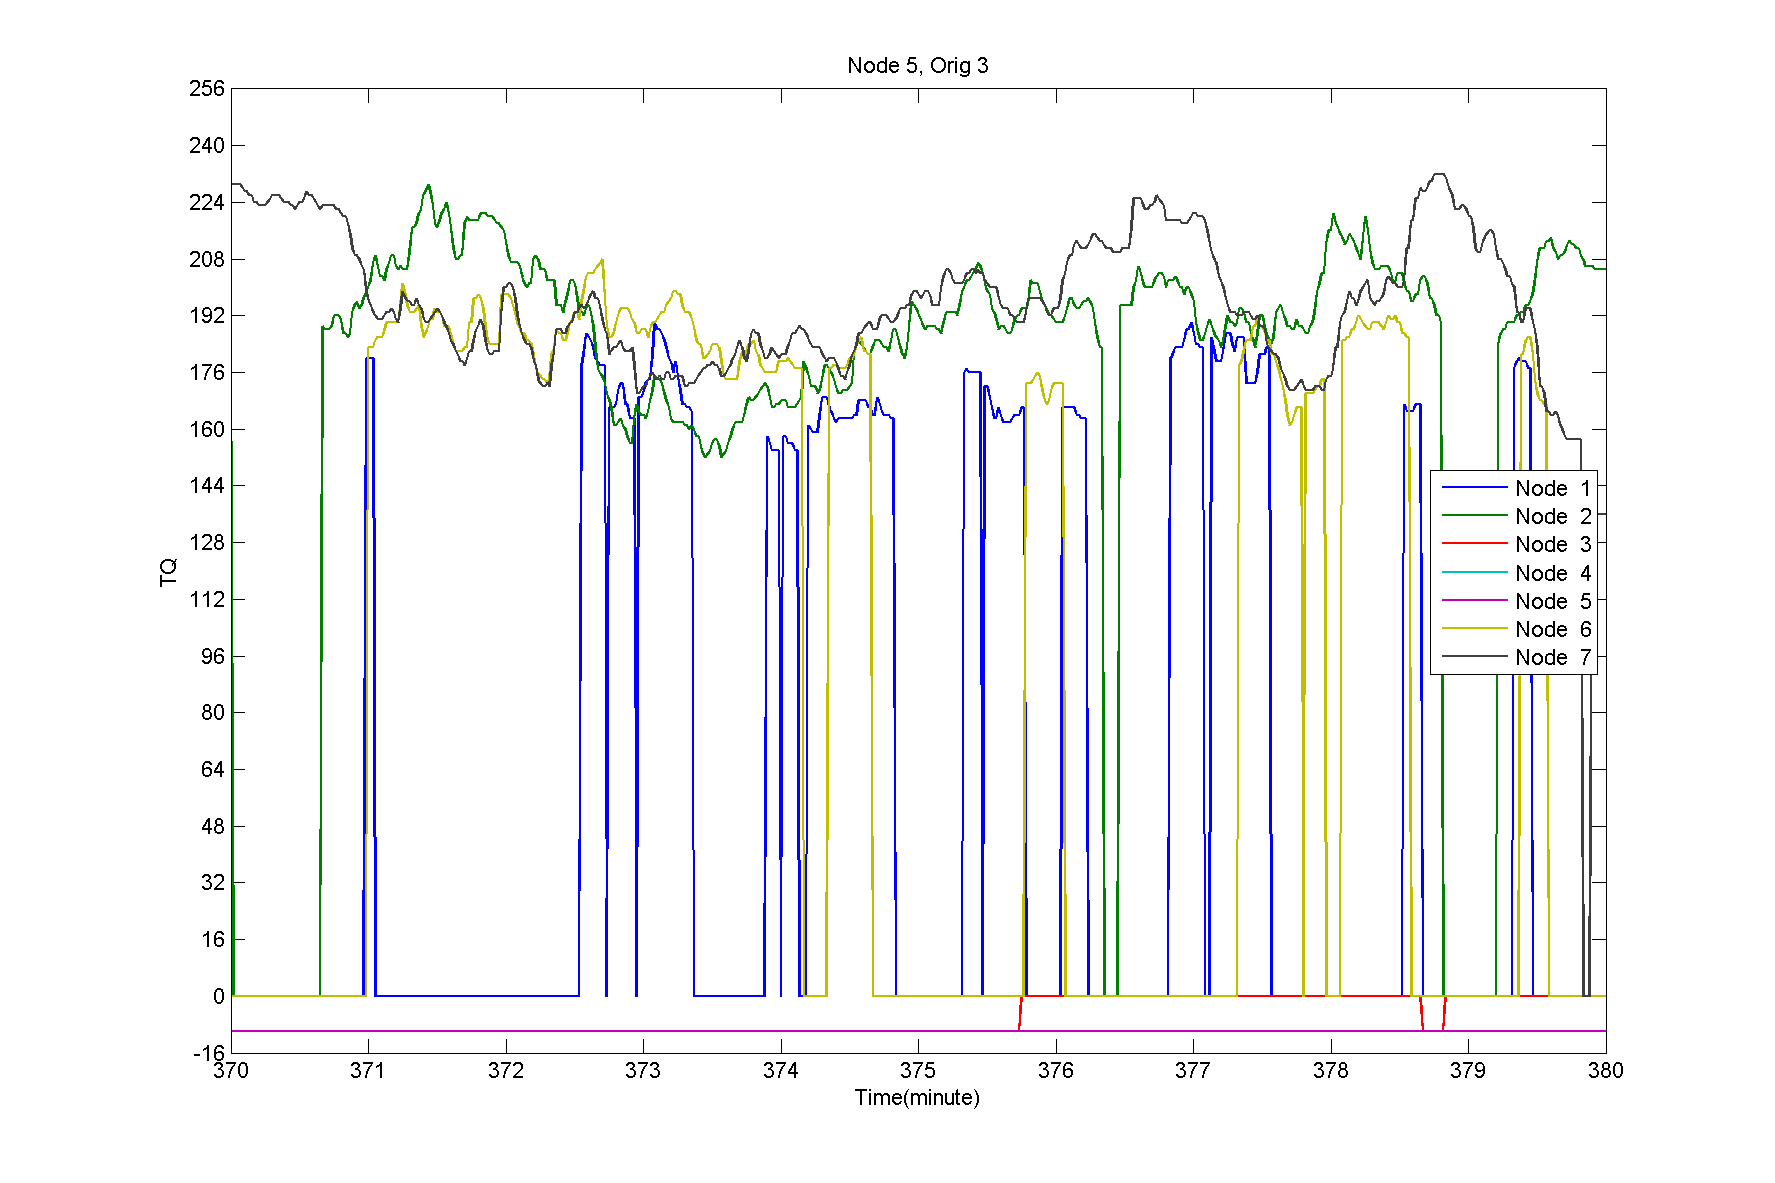 Node 5, Orig 3
256
240
224
208
192
176
160
144
128
112
96
80
64
48
32
16
0
-16
TQ
Node 1
Node 2
Node 3
Node 4
Node 5
Node 6
Node 7
370 371 372 373 374 375 376 377 378 379 380
Time(minute)